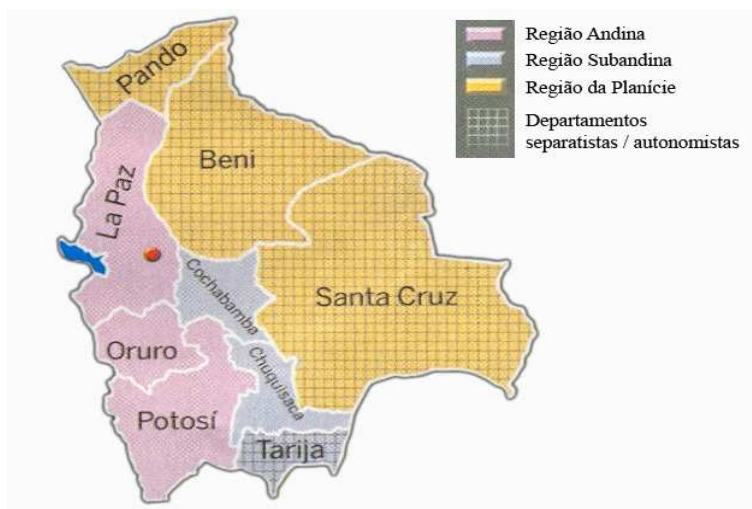 Região Andina
Região Subandina
Região da Planície
Departamentos
separatistas / autonomistas
Pando
Beni
La Paz
Cochabamba
Santa Cruz
Oruro
Chuquisaca
Potosí
Tarija